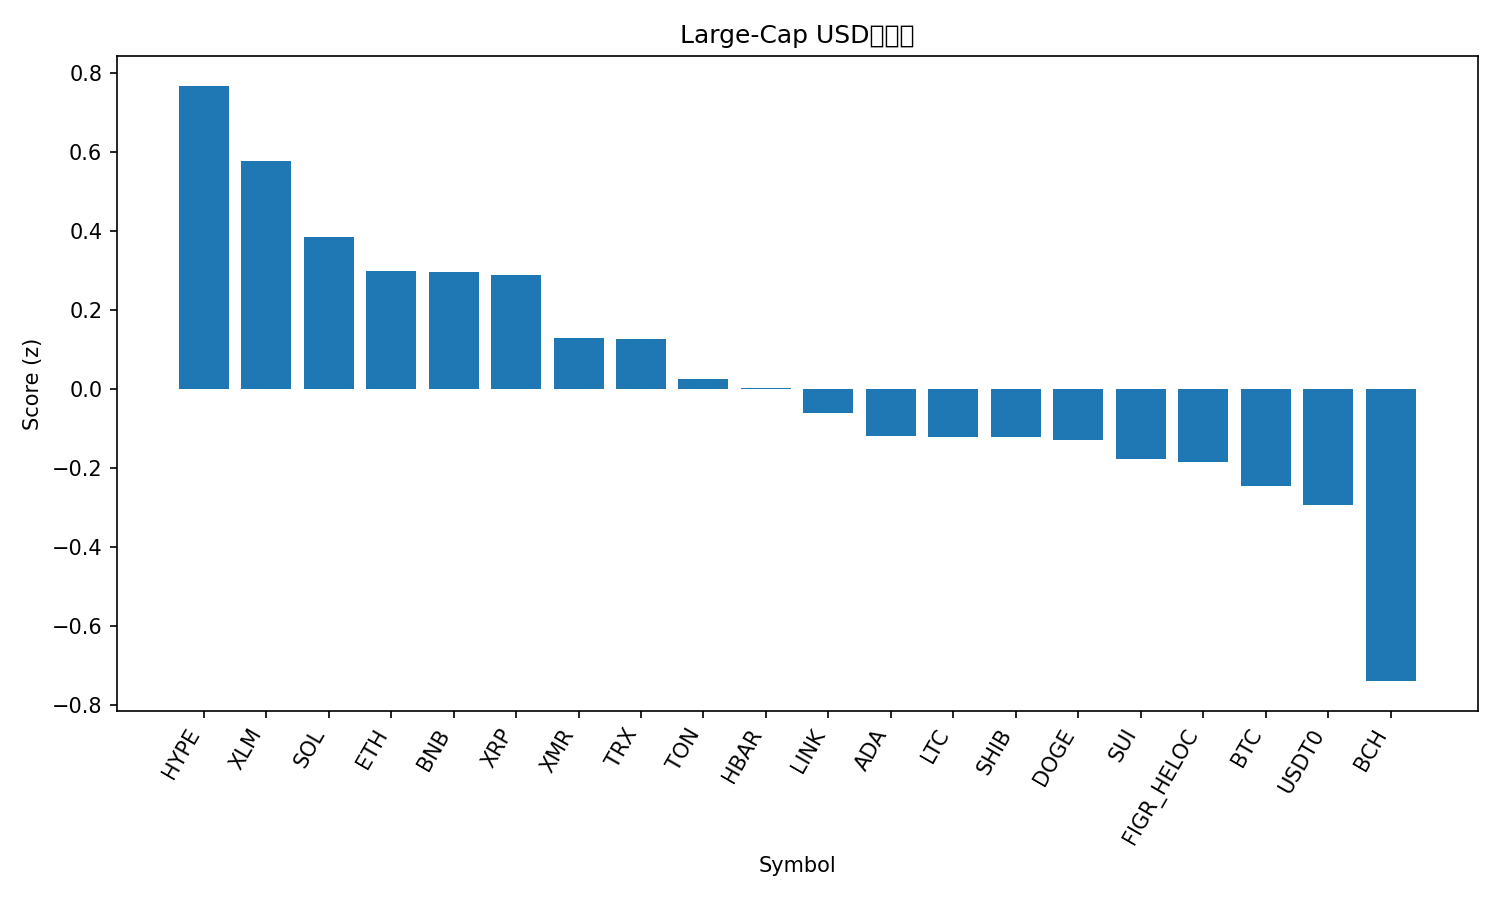 Large-Cap USD
Score (z)
0.8
0.6
0.4
0.2
0.0
−0.2
−0.4
−0.6
−0.8
HYPE
XLM
SOL
ETH
BNB
XRP
XMR
TRX
TON
HBAR
LINK
ADA
LTC
SHIB
DOGE
SUI
FIGR_HELOC
BTC
USDT0
BCH
Symbol